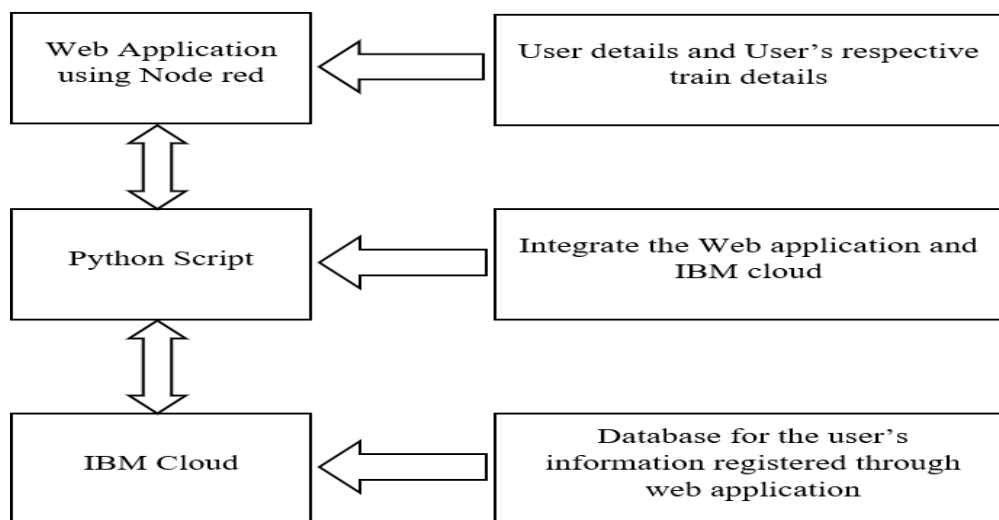 Web Application
using Node red
User details and User's respective
train details
Python Script
Integrate the Web application and
IBM cloud
IBM Cloud
Database for the user's
information registered through
web application